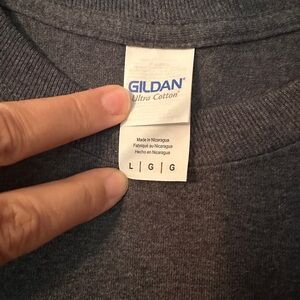 GILDAN®
Ultra Cotton®
Made in Nicaragua
Fabriqué au Nicaragua
Hecho en Nicaragua
L | G | G